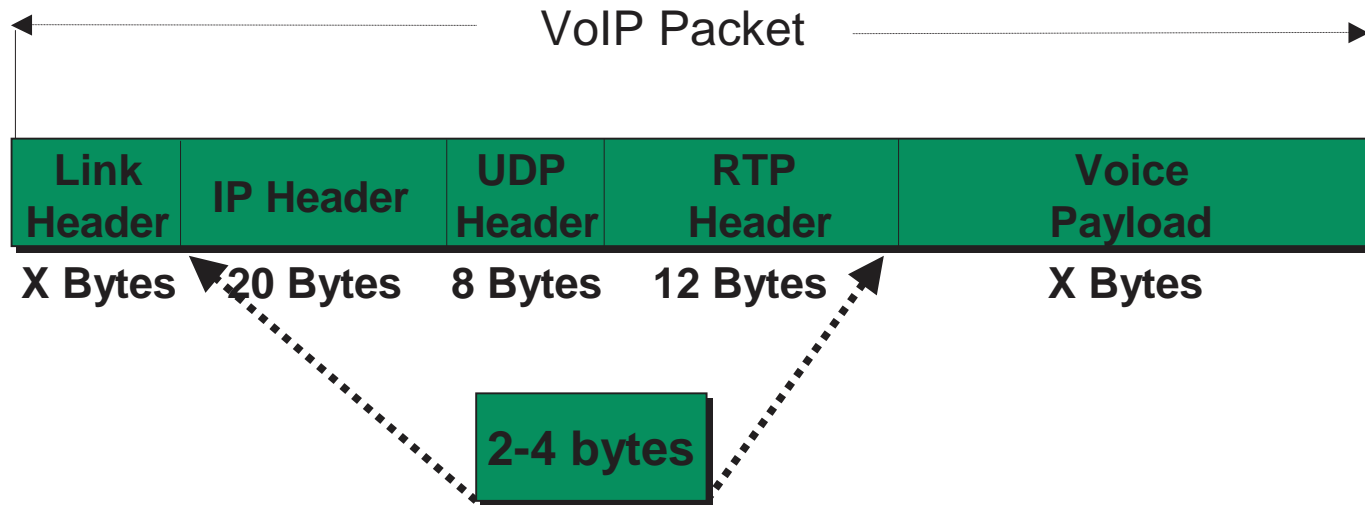 VoIP Packet
Link
Header
IP Header
UDP
Header
RTP
Header
Voice
Payload
X Bytes
20 Bytes
8 Bytes
12 Bytes
X Bytes
2-4 bytes